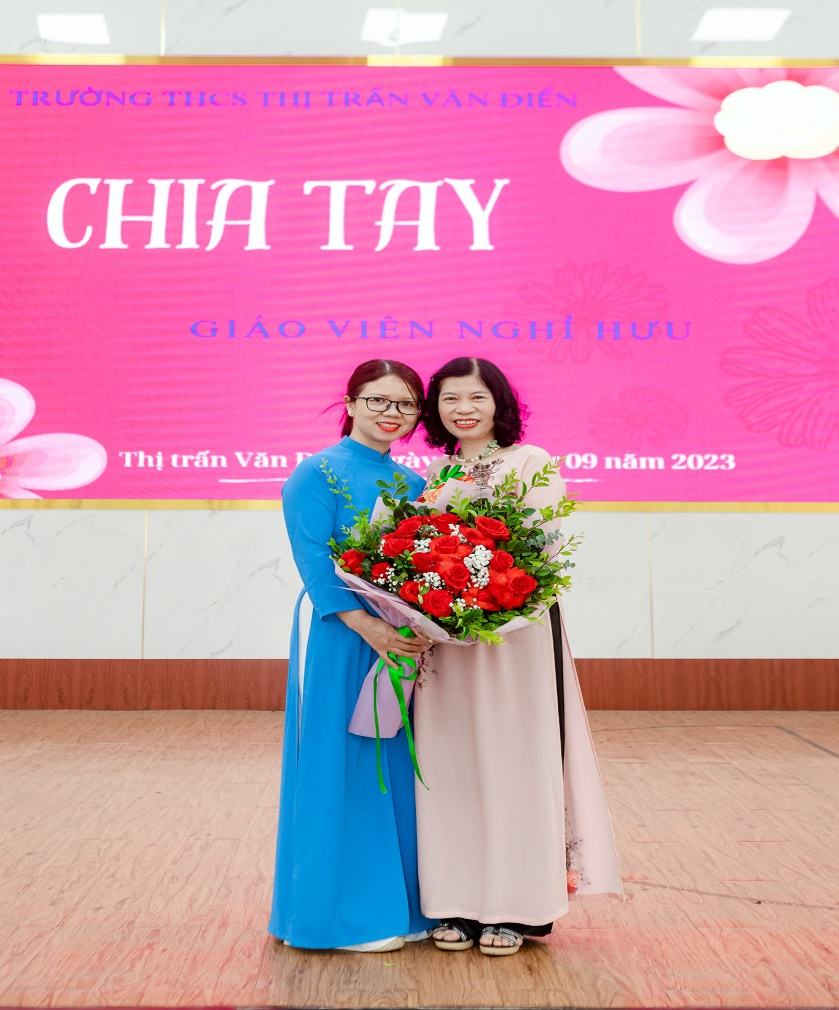 TRƯỜNG THCS THỊ TRẤN VĂN ĐIỂN
CHIA TAY
GIÁO VIÊN NGHỈ HƯU
Thị trấn Văn 09 năm 2023